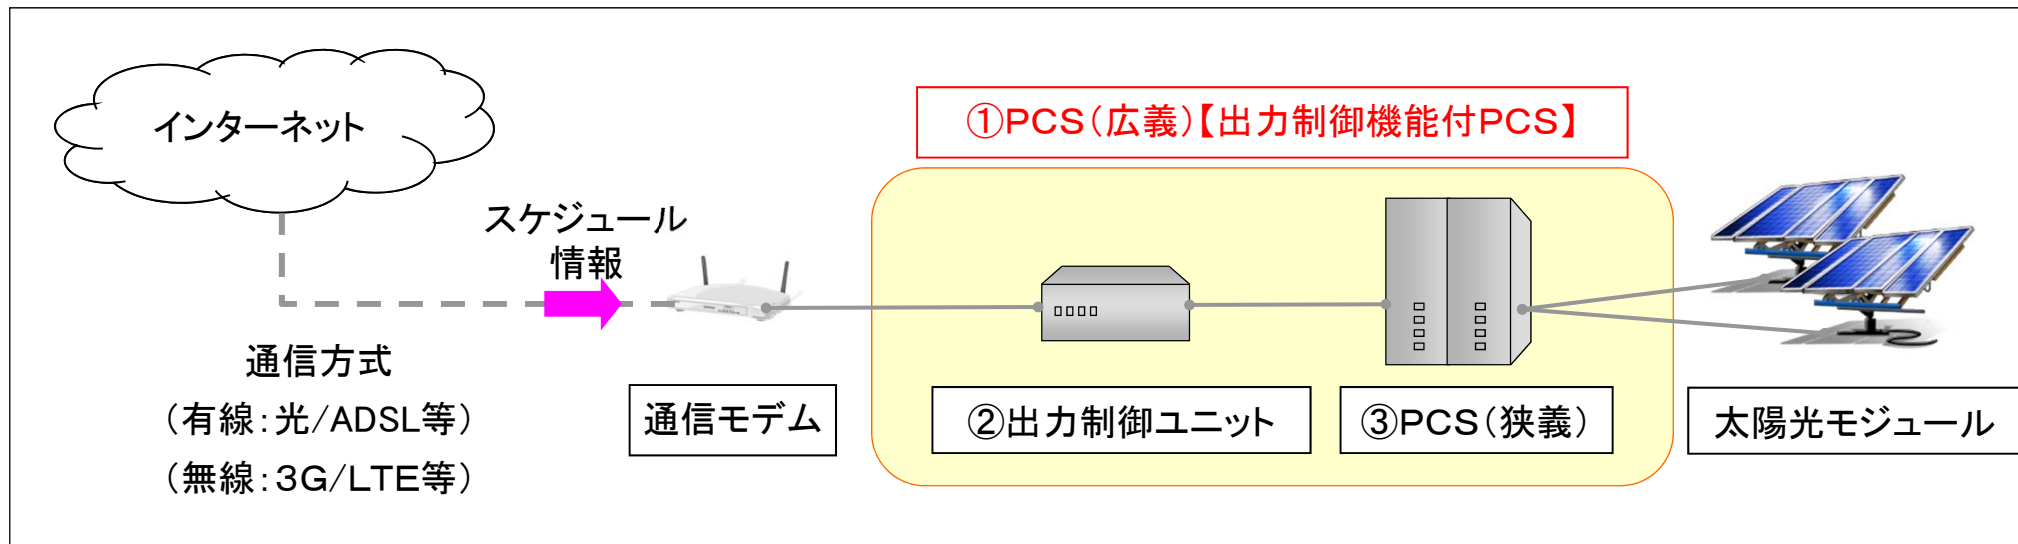 インターネット
①PCS（広義）【出力制御機能付PCS】
スケジュール
情報
通信方式
（有線：光/ADSL等）
（無線：3G/LTE等）
通信モデム
②出力制御ユニット
③PCS（狭義）
太陽光モジュール